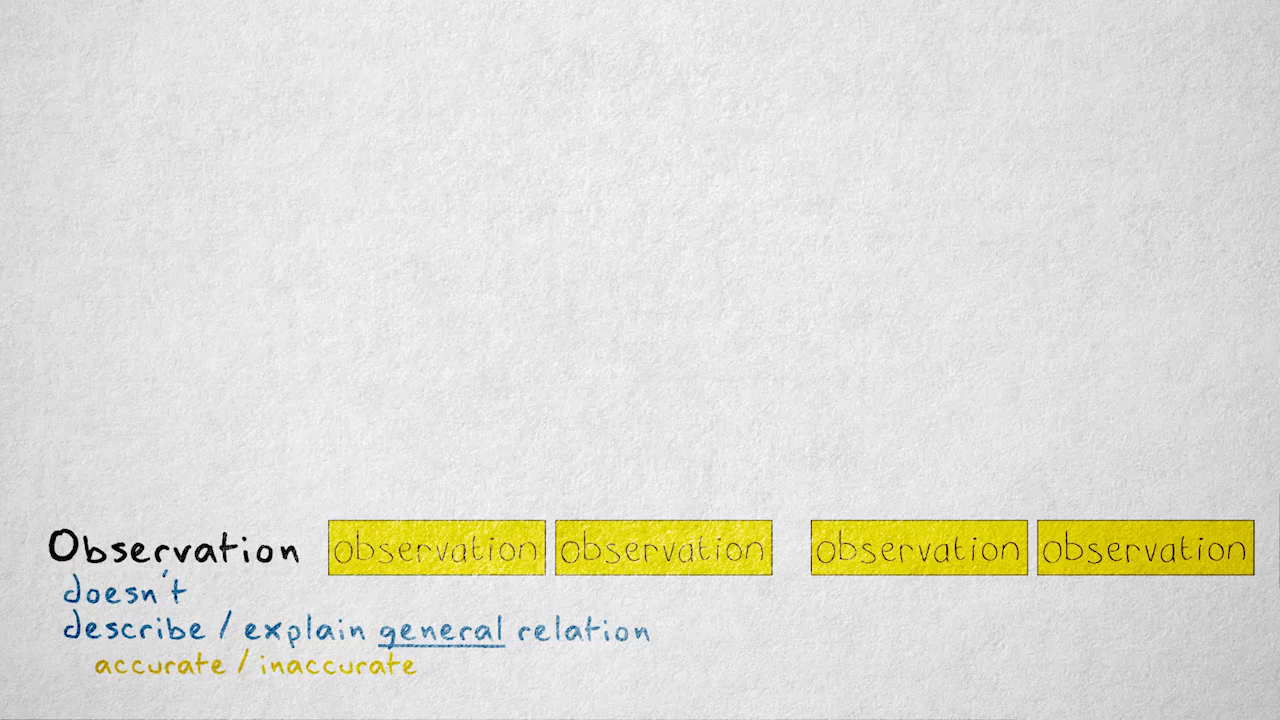 Observation observation observation observation observation
doesn't
describe / explain general relation
accurate / inaccurate